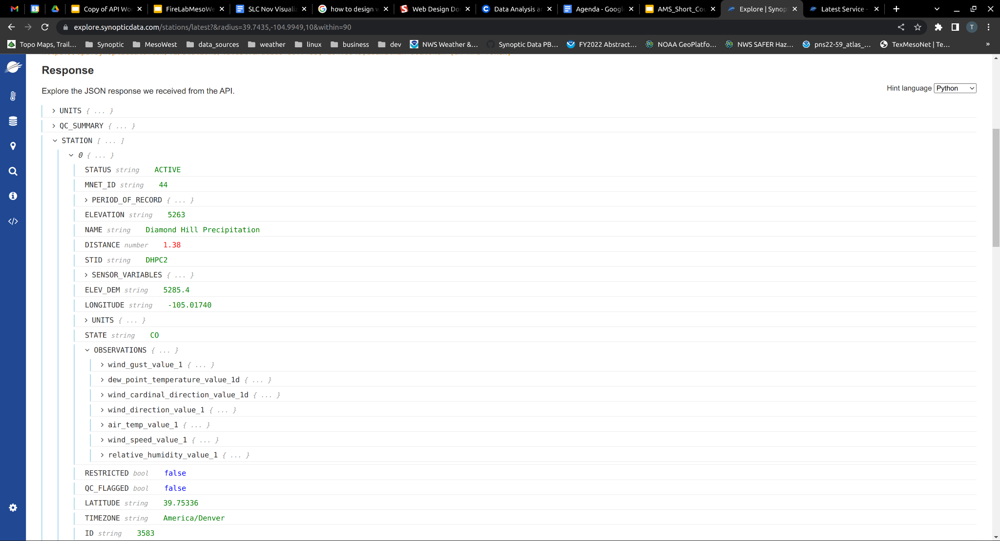 Copy of API Wo
FireLabMesoWe
SLC Nov Visualiz
how to design w
Web Design Do
Data Analysis a
Agenda - Google
AMS_Short_Cou
Explore | Synop
Latest Service -
explore.synopticdata.com/stations/latest?&radius=39.7435,-104.9949,10&within=90
T
Topo Maps, Trail...
Synoptic
MesoWest
data_sources
weather
linux
business
dev
NWS Weather &...
Synoptic Data PB...
FY2022 Abstract...
NOAA GeoPlatfo...
NWS SAFER Haz...
pns22-59_atlas_...
TexMesoNet | Te...
»
Response
Explore the JSON response we received from the API.
Hint language Python
UNITS { ... }
QC_SUMMARY { ... }
STATION [ ... ]
0 { ... }
STATUS string ACTIVE
MNET_ID string 44
PERIOD_OF_RECORD { ... }
ELEVATION string 5263
NAME string Diamond Hill Precipitation
DISTANCE number 1.38
STID string DHPC2
SENSOR_VARIABLES { ... }
ELEV_DEM string 5285.4
LONGITUDE string -105.01740
UNITS { ... }
STATE string CO
OBSERVATIONS { ... }
wind_gust_value_1 { ... }
dew_point_temperature_value_1d { ... }
wind_cardinal_direction_value_1d { ... }
wind_direction_value_1 { ... }
air_temp_value_1 { ... }
wind_speed_value_1 { ... }
relative_humidity_value_1 { ... }
RESTRICTED bool false
QC_FLAGGED bool false
LATITUDE string 39.75336
TIMEZONE string America/Denver
ID string 3583